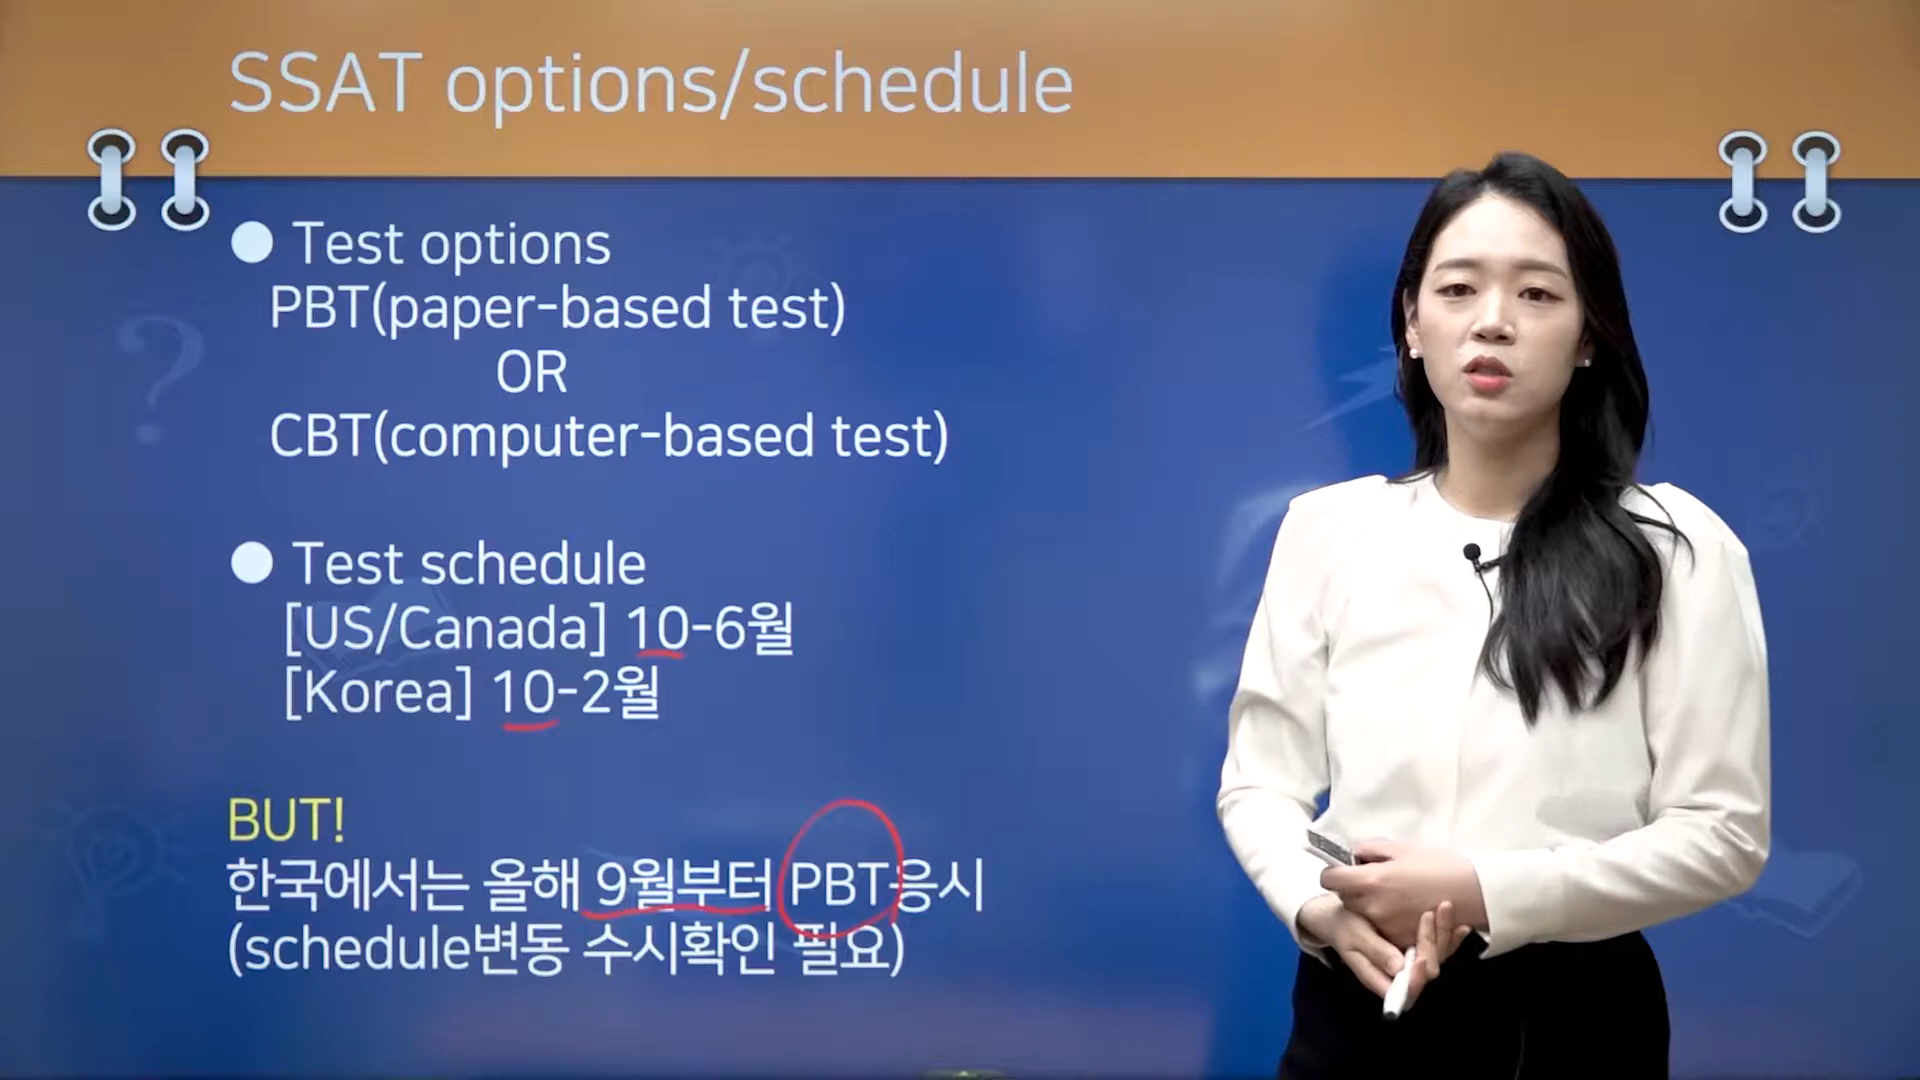 SSAT options/schedule
● Test options
PBT(paper-based test)
OR
CBT(computer-based test)
● Test schedule
[US/Canada] 10-6월
[Korea] 10-2월
BUT!
한국에서는 올해 9월부터 PBT응시
(schedule변동 수시확인 필요)